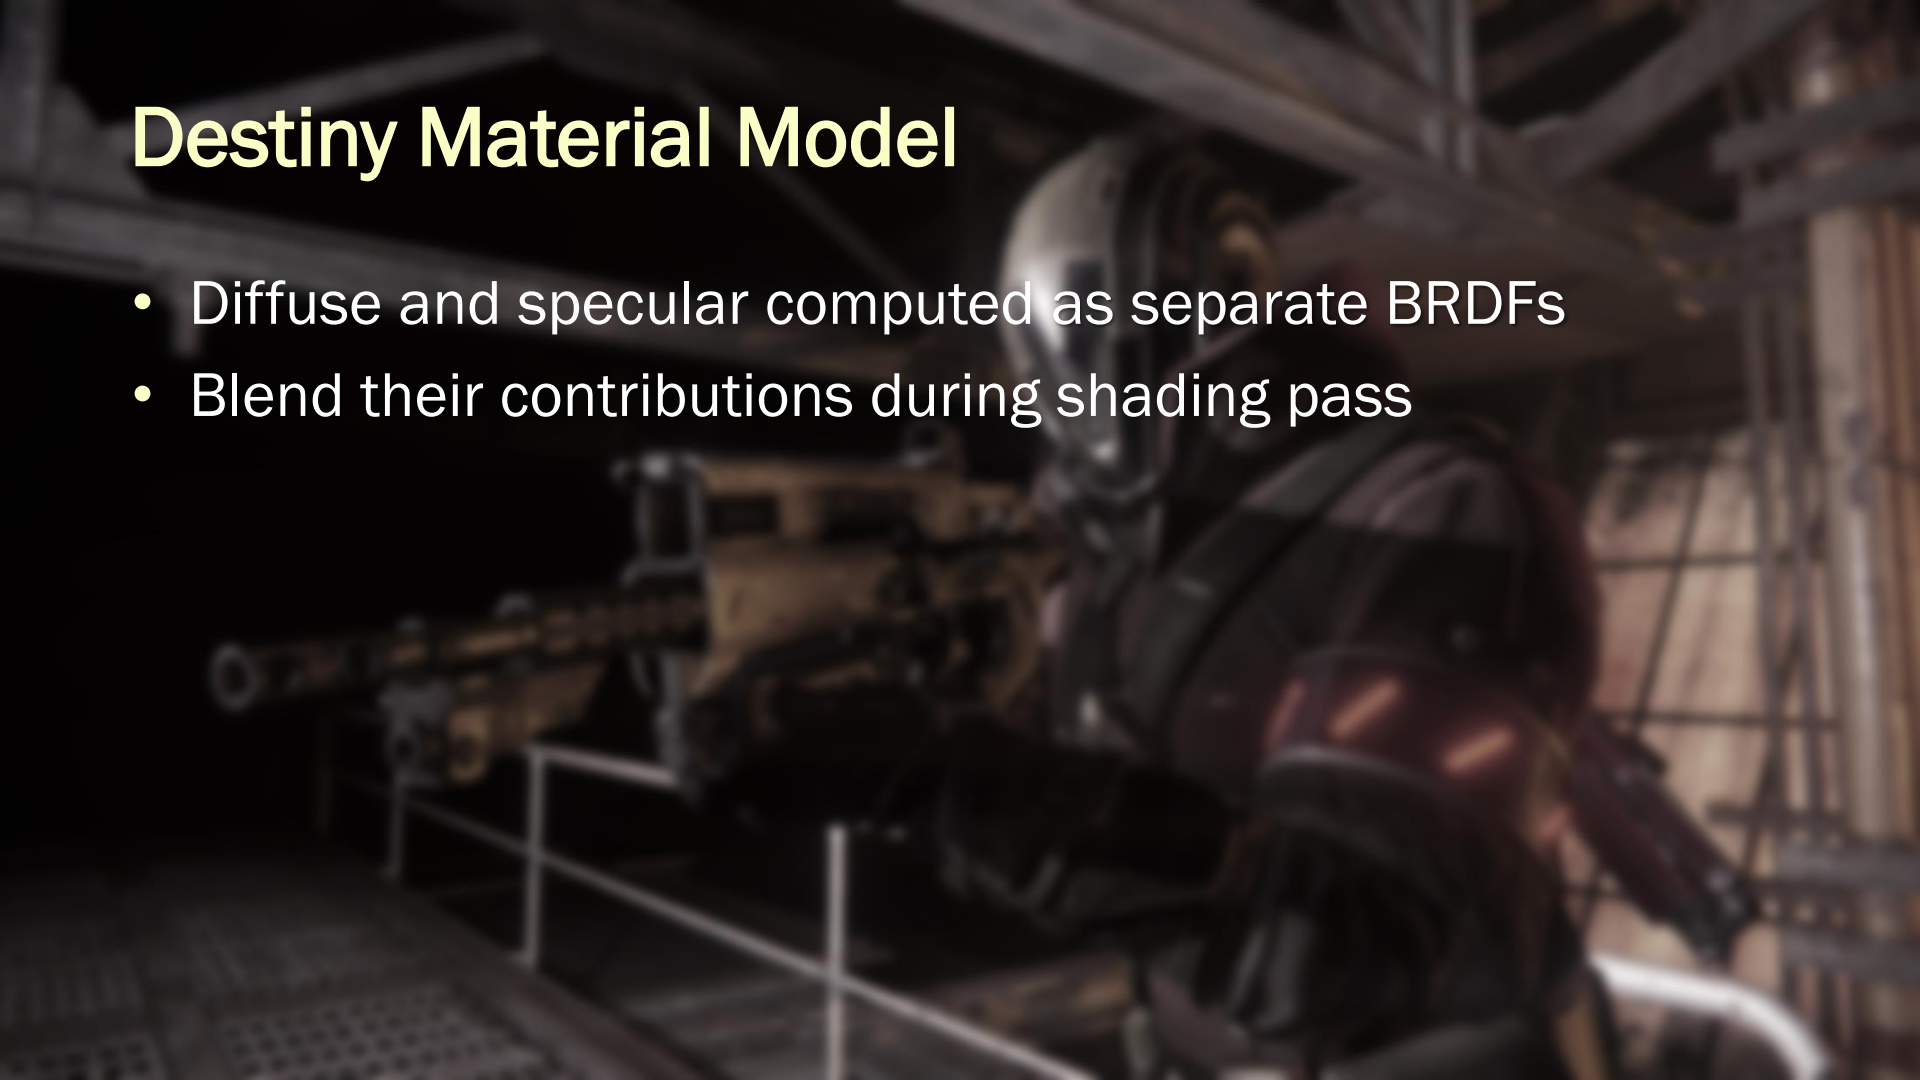 Destiny Material Model
• Diffuse and specular computed as separate BRDFs
• Blend their contributions during shading pass